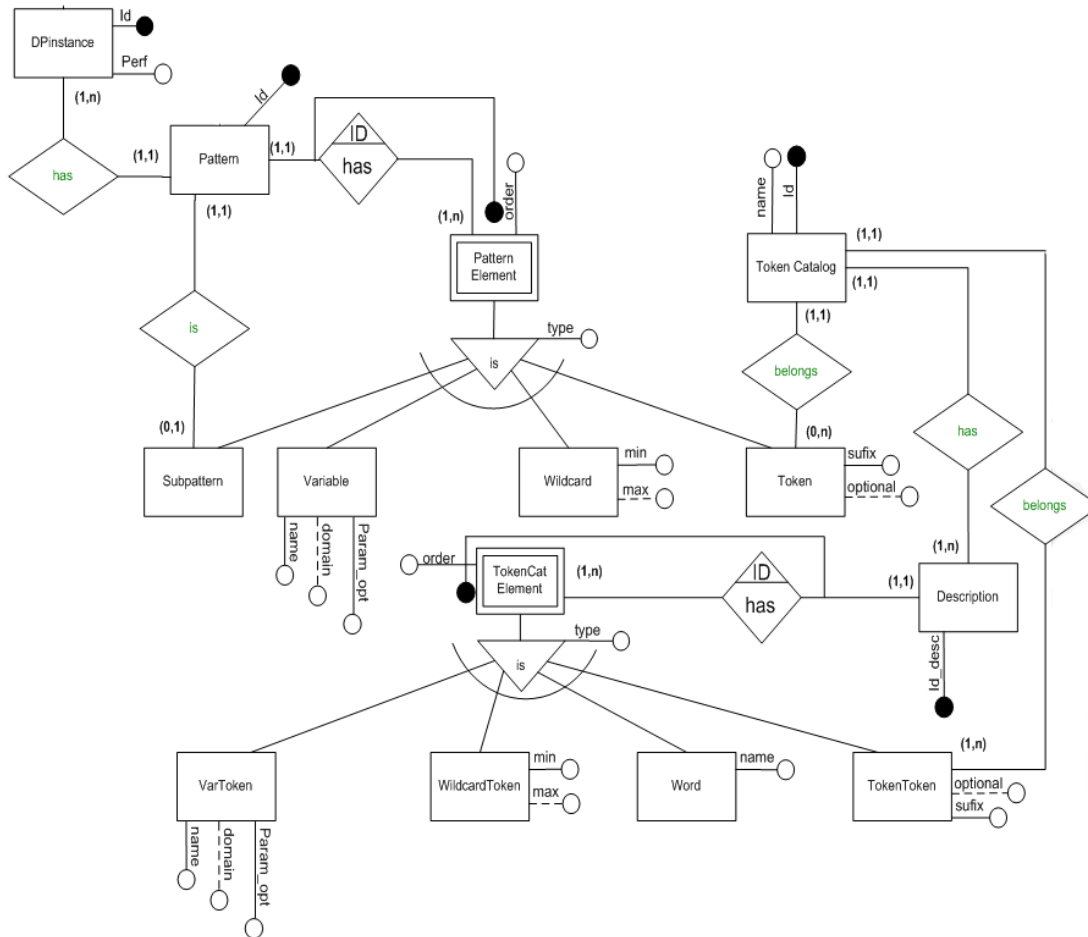 Id
DPinstance
Perf
(1,n)
Id
has
(1,1)
Pattern
(1,1)
ID
has
order
(1,n)
(1,1)
Pattern
Element
name
Id
(1,1)
Token Catalog
(1,1)
(1,1)
is
type
is
belongs
(0,1)
(0,n)
has
Subpattern
Variable
Wildcard
min
max
Token
sufix
optional
belongs
name
domain
Param_opt
order
TokenCat
Element
(1,n)
ID
has
(1,n)
(1,1)
Description
type
is
Id_desc
(1,n)
VarToken
WildcardToken
min
max
Word
name
TokenToken
optional
sufix
name
domain
Param_opt